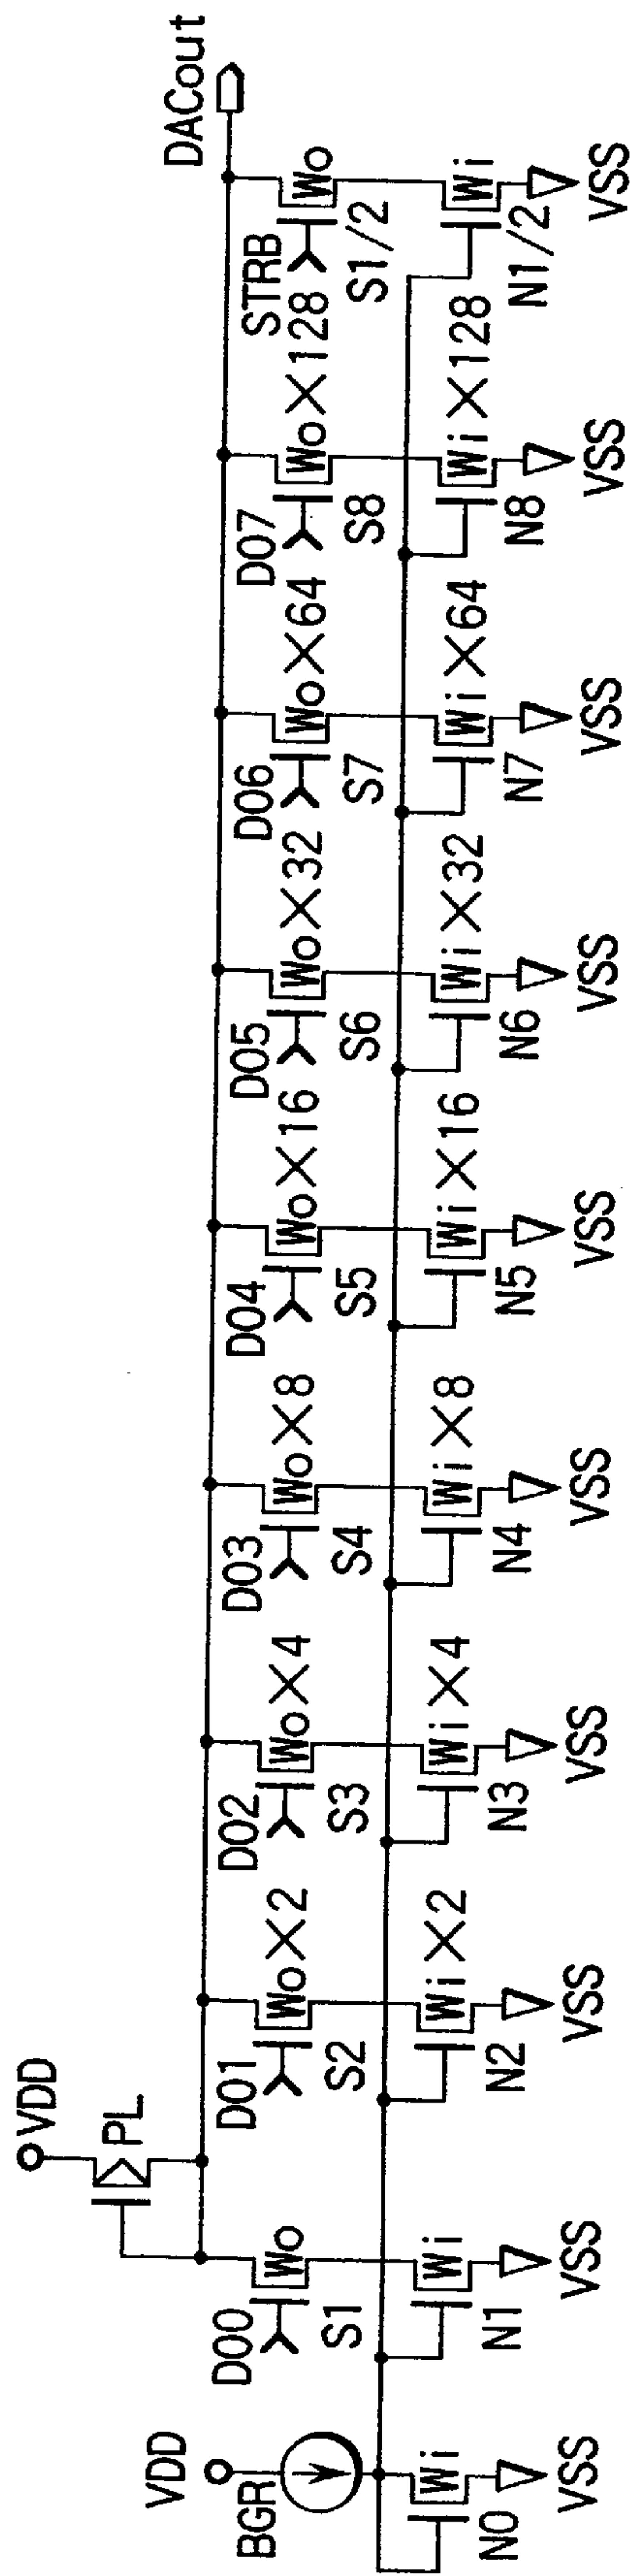 VDD
BGR
Wi
N0
VSS
VDD
PL
D00
Wo
S1
Wi
N1
VSS
D01
Wo×2
S2
Wi×2
N2
VSS
D02
Wo×4
S3
Wi×4
N3
VSS
D03
Wo×8
S4
Wi×8
N4
VSS
D04
Wo×16
S5
Wi×16
N5
VSS
D05
Wo×32
S6
Wi×32
N6
VSS
D06
Wo×64
S7
Wi×64
N7
VSS
D07
Wo×128
S8
Wi×128
N8
VSS
DACout
STRB
Wo
S1/2
Wi
N1/2
VSS